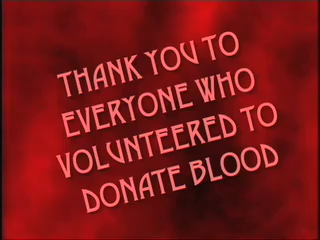 THANK YOU TO
EVERYONE WHO
VOLUNTEERED TO
DONATE BLOOD